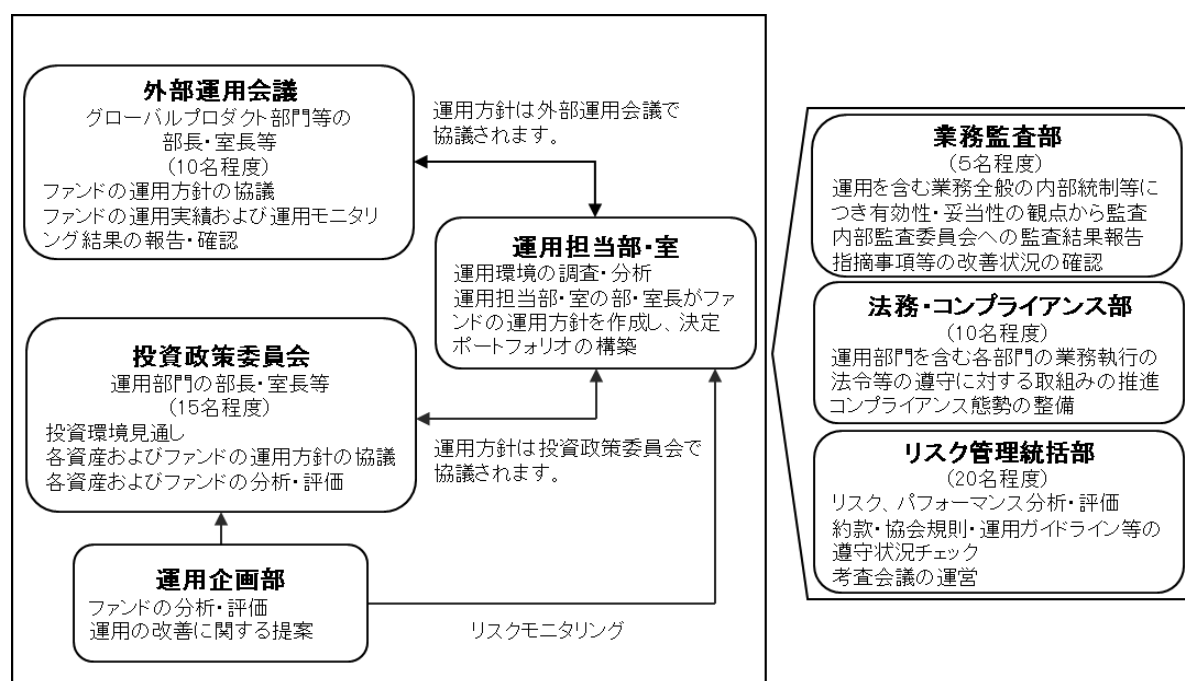 外部運用会議
グローバルプロダクト部門等の
部長・室長等
(10名程度)
ファンドの運用方針の協議
ファンドの運用実績および運用モニタリ
ング結果の報告・確認
運用方針は外部運用会議で
協議されます。
運用担当部・室
運用環境の調査・分析
運用担当部・室の部・室長がファ
ンドの運用方針を作成し、決定
ポートフォリオの構築
投資政策委員会
運用部門の部長・室長等
(15名程度)
投資環境見通し
各資産およびファンドの運用方針の協議
各資産およびファンドの分析・評価
運用方針は投資政策委員会で
協議されます。
運用企画部
ファンドの分析・評価
運用の改善に関する提案
リスクモニタリング
業務監査部
(5名程度)
運用を含む業務全般の内部統制等に
つき有効性・妥当性の観点から監査
内部監査委員会への監査結果報告
指摘事項等の改善状況の確認
法務・コンプライアンス部
(10名程度)
運用部門を含む各部門の業務執行の
法令等の遵守に対する取組みの推進
コンプライアンス態勢の整備
リスク管理統括部
(20名程度)
リスク、パフォーマンス分析・評価
約款・協会規則・運用ガイドライン等の
遵守状況チェック
考査会議の運営